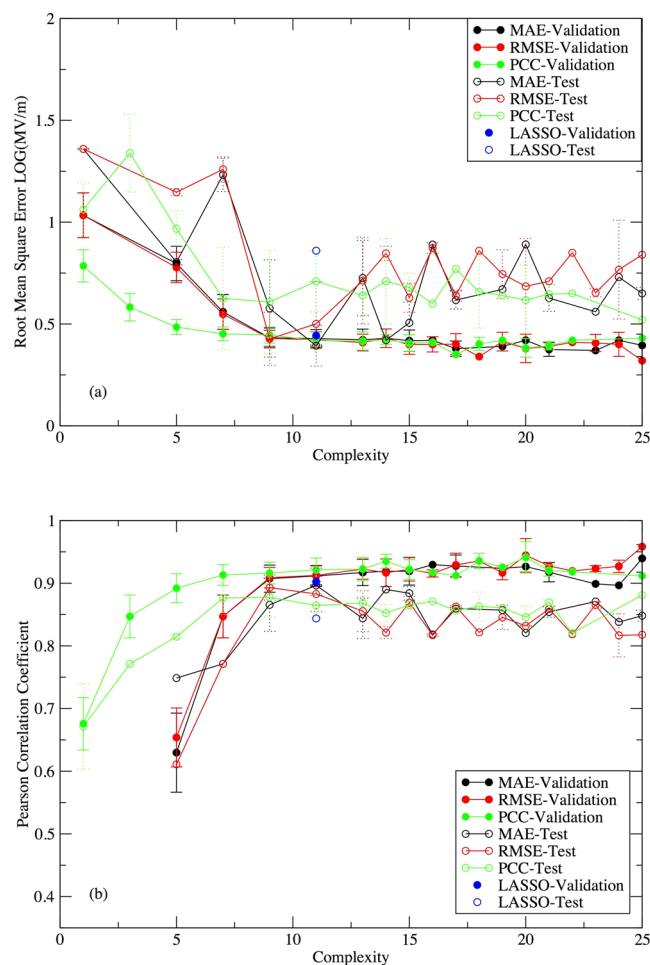 2
1.5
1
0.5
0
0 5 10 15 20 25
Root Mean Square Error LOG(MV/m)
Complexity
(a)
MAE-Validation
RMSE-Validation
PCC-Validation
MAE-Test
RMSE-Test
PCC-Test
LASSO-Validation
LASSO-Test
1
0.9
0.8
0.7
0.6
0.5
0.4
0 5 10 15 20 25
Pearson Correlation Coefficient
Complexity
(b)
MAE-Validation
RMSE-Validation
PCC-Validation
MAE-Test
RMSE-Test
PCC-Test
LASSO-Validation
LASSO-Test